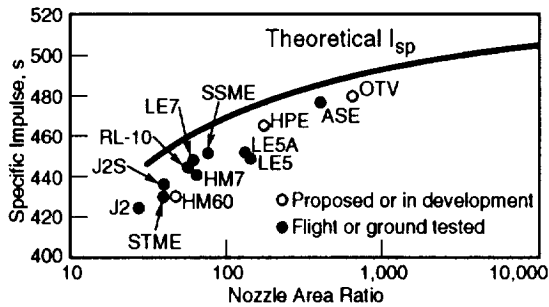 520
Theoretical Isp
500
480
OTV
SSME
LE7
HPE
ASE
460
RL-10
LE5A
J2S
LE5
440
HM7
Proposed or in development
J2
HM60
420
Flight or ground tested
STME
400
10
100
1,000
10,000
Nozzle Area Ratio
Specific Impulse, s